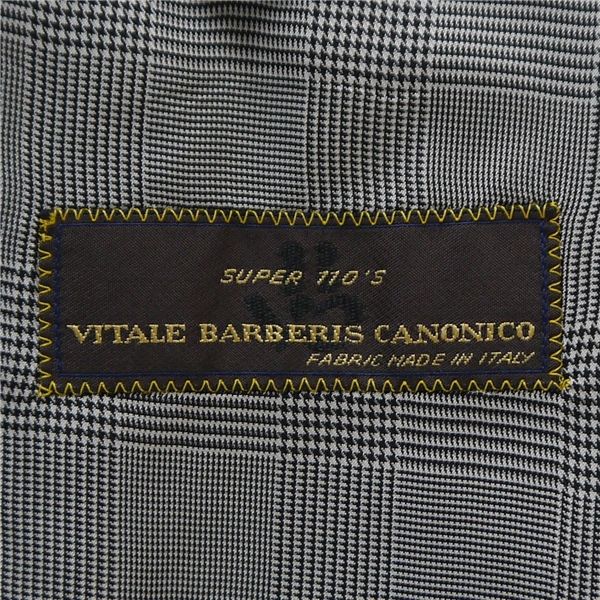 SUPER 110'S
VITALE BARBERIS CANONICO
FABRIC MADE IN ITALY